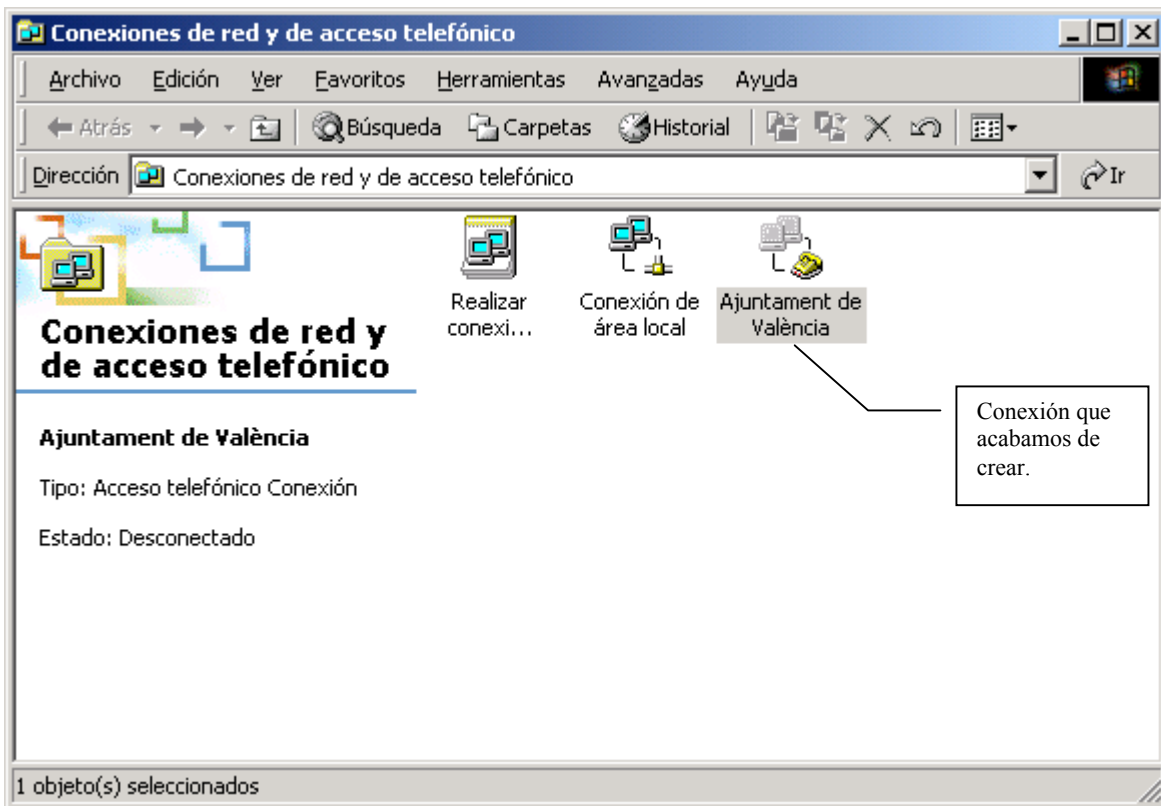 Conexiones de red y de acceso telefónico
Archivo Edición Ver Favoritos Herramientas Avanzadas Ayuda
Atrás Búsqueda Carpetas Historial
Dirección Conexiones de red y de acceso telefónico Ir
Conexiones de red y
de acceso telefónico
Ajuntament de València
Tipo: Acceso telefónico Conexión
Estado: Desconectado
Realizar
conexi...
Conexión de
área local
Ajuntament de
València
Conexión que
acabamos de
crear.
1 objeto(s) seleccionados